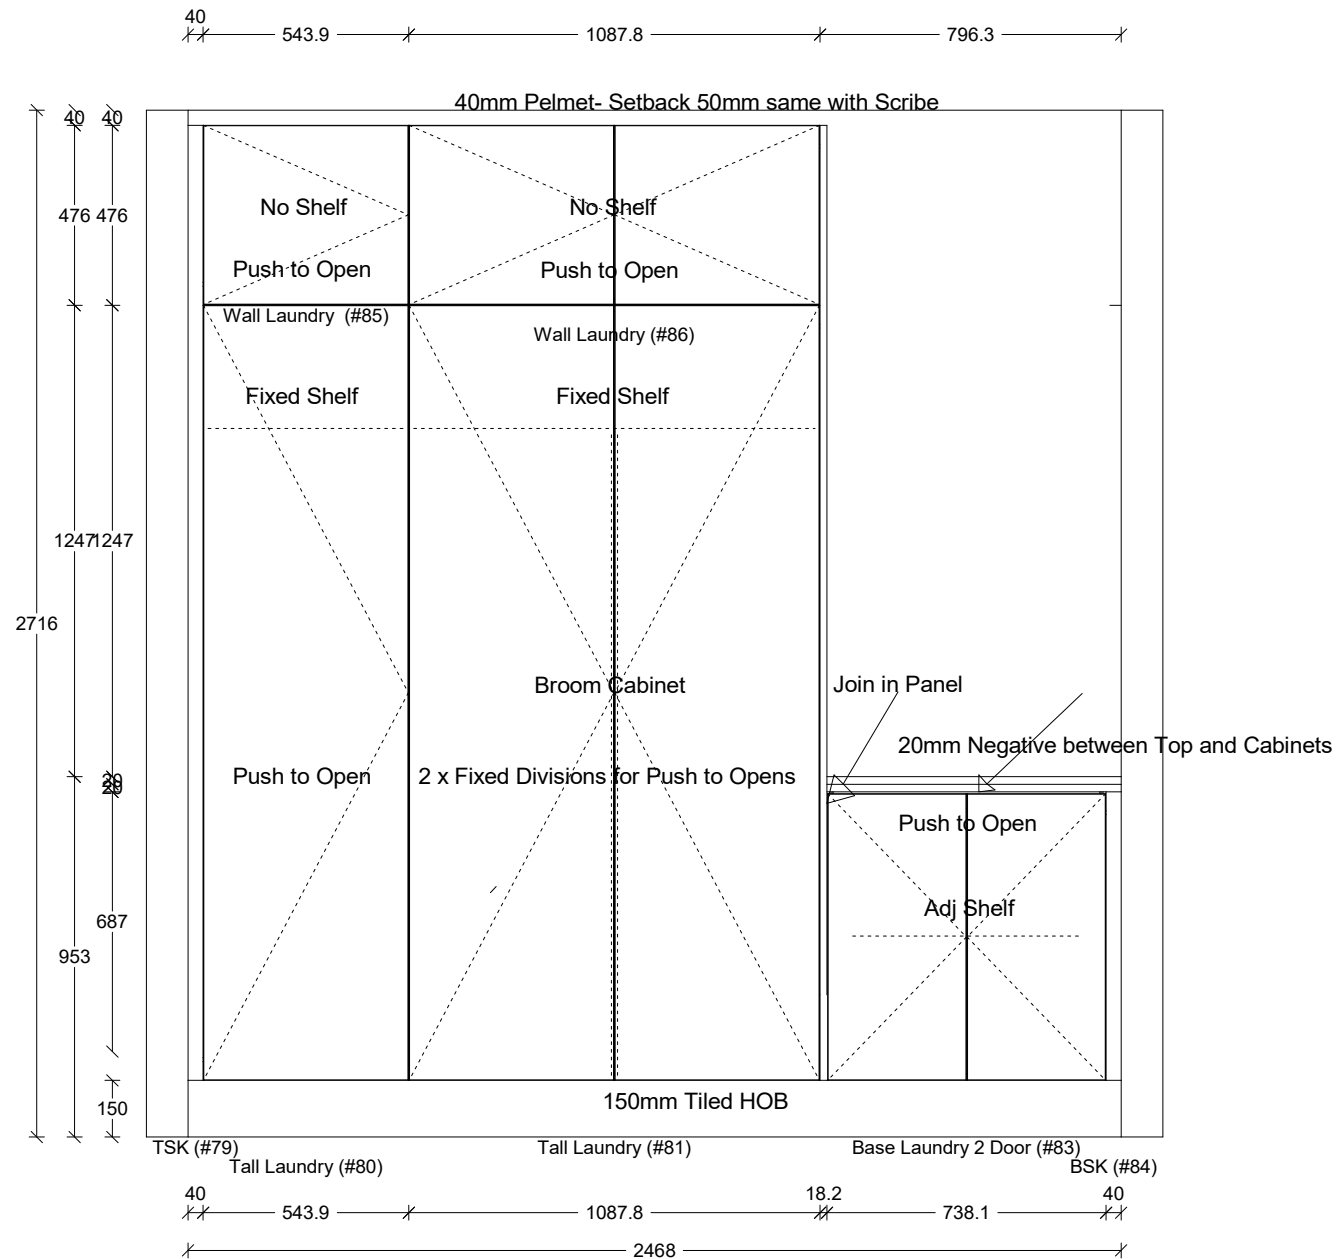 40
543.9
1087.8
796.3
40mm Pelmet- Setback 50mm same with Scribe
40 40
No Shelf
No Shelf
476 476
Push to Open
Push to Open
Wall Laundry (#85)
Wall Laundry (#86)
Fixed Shelf
Fixed Shelf
1247 1247
2716
Broom Cabinet
Join in Panel
20mm Negative between Top and Cabinets
Push to Open
2 x Fixed Divisions for Push to Opens
20
20
Push to Open
Adj Shelf
687
953
150mm Tiled HOB
150
TSK (#79)
Tall Laundry (#81)
Base Laundry 2 Door (#83)
Tall Laundry (#80)
BSK (#84)
40
18.2
40
543.9
1087.8
738.1
2468